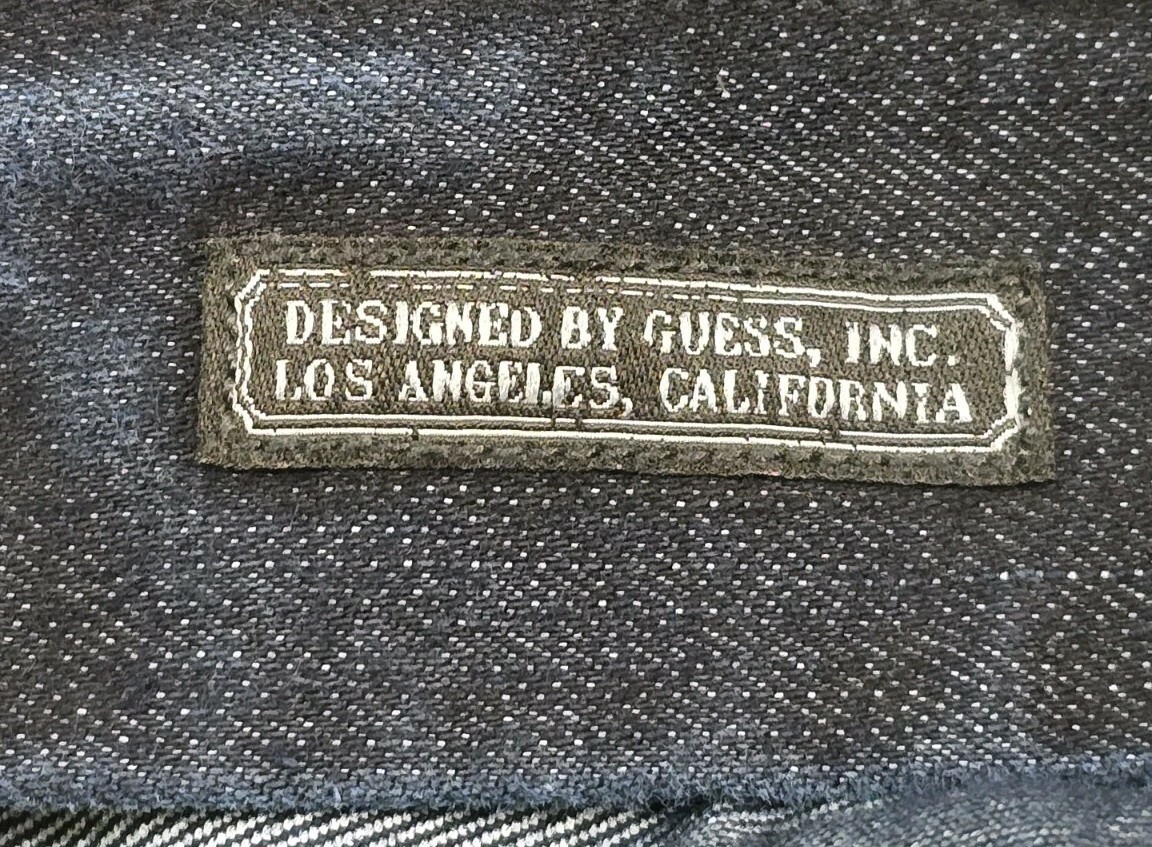 DESIGNED BY GUESS, INC.
LOS ANGELES, CALIFORNIA